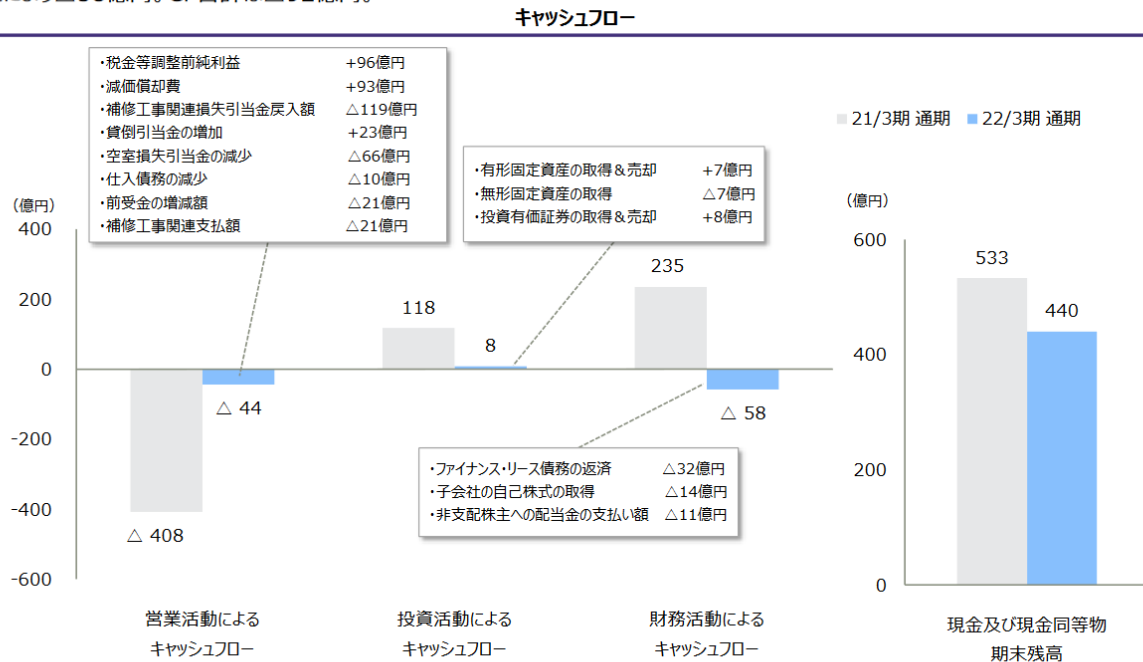 キャッシュフロー
・税金等調整前純利益 +96億円
・減価償却費 +93億円
・補修工事関連損失引当金戻入額 △119億円
・貸倒引当金の増加 +23億円
・空室損失引当金の減少 △66億円
・仕入債務の減少 △10億円
・前受金の増減額 △21億円
・補修工事関連支払額 △21億円
・有形固定資産の取得&売却 +7億円
・無形固定資産の取得 △7億円
・投資有価証券の取得&売却 +8億円
21/3期 通期 22/3期 通期
(億円)
400
200
0
-200
-400
-600
△ 408
△ 44
118
8
235
△ 58
・ファイナンス・リース債務の返済 △32億円
・子会社の自己株式の取得 △14億円
・非支配株主への配当金の支払い額 △11億円
営業活動による
キャッシュフロー
投資活動による
キャッシュフロー
財務活動による
キャッシュフロー
(億円)
600
400
200
0
533
440
現金及び現金同等物
期末残高